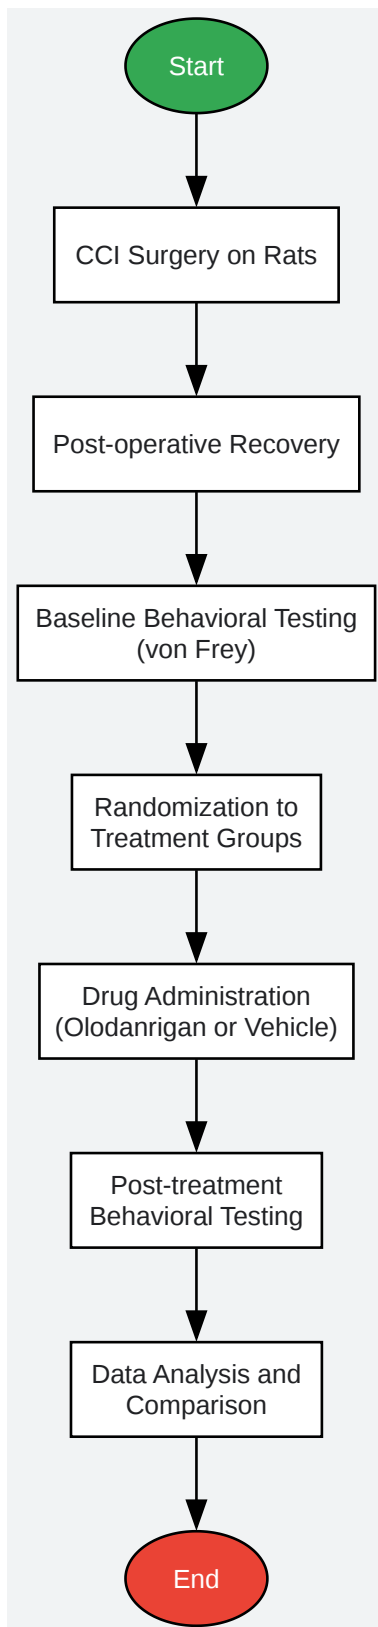 Start
CCI Surgery on Rats
Post-operative Recovery
Baseline Behavioral Testing
(von Frey)
Randomization to
Treatment Groups
Drug Administration
(Olodanrigan or Vehicle)
Post-treatment
Behavioral Testing
Data Analysis and
Comparison
End